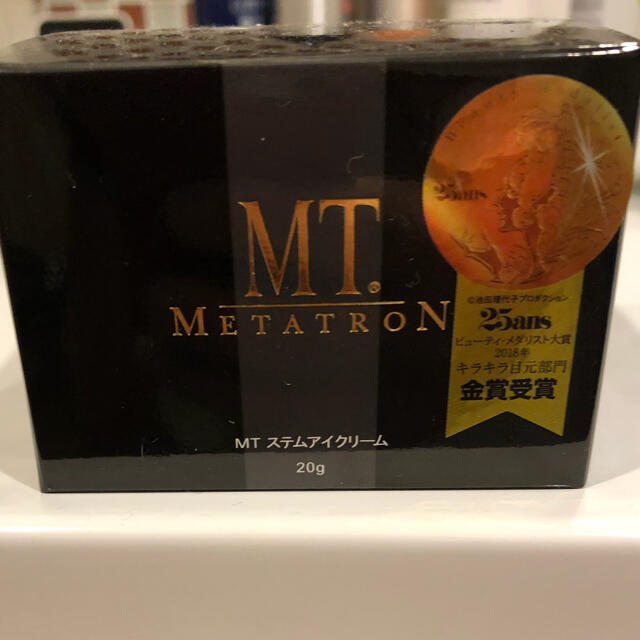 MT®
METATRON
MT ステムアイクリーム
20g
25ans
©池田理代子プロダクション
25ans
ビューティ・メダリスト大賞
2018年
キラキラ目元部門
金賞受賞